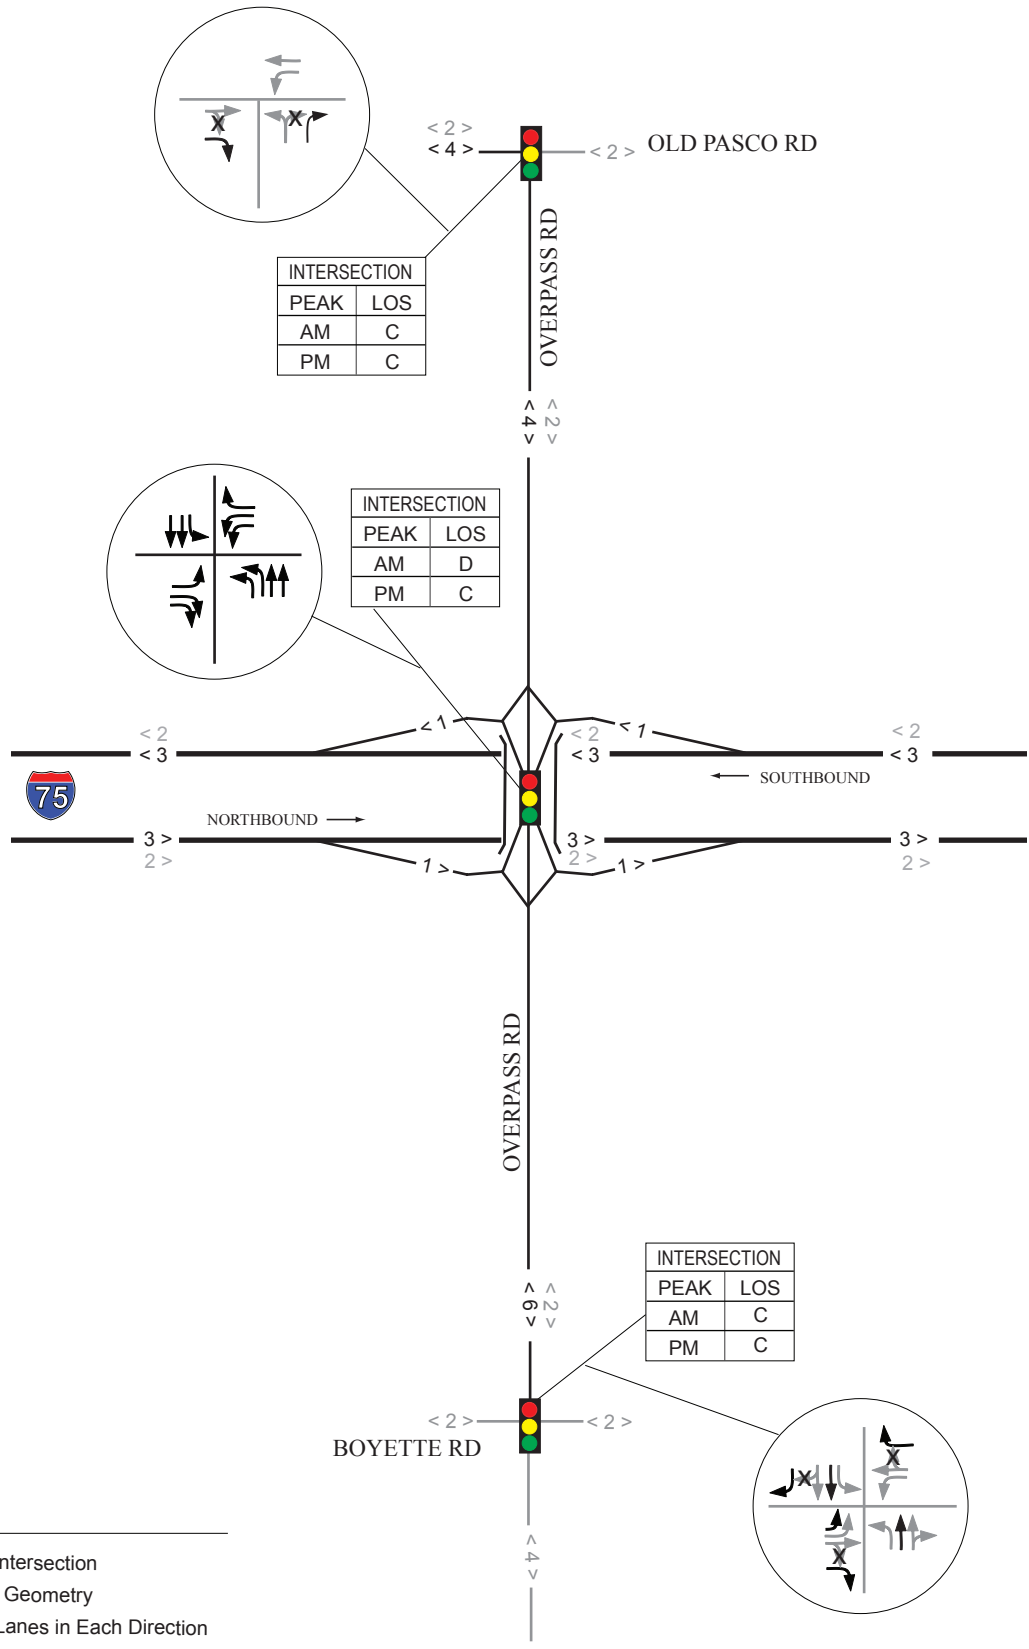 < 2 >
< 4 >
< 2 >
OLD PASCO RD
OVERPASS RD
INTERSECTION
PEAK LOS
AM C
PM C
< 4 >
< 2 >
INTERSECTION
PEAK LOS
AM D
PM C
< 2
< 3
< 1
< 2
< 3
< 1
< 2
< 3
75
SOUTHBOUND
NORTHBOUND
3 >
2 >
1 >
3 >
2 >
1 >
3 >
2 >
OVERPASS RD
INTERSECTION
PEAK LOS
AM C
PM C
< 6 >
< 2 >
< 2 >
< 2 >
BOYETTE RD
< 4 >
X
X
X
X
X
ntersection
Geometry
Lanes in Each Direction